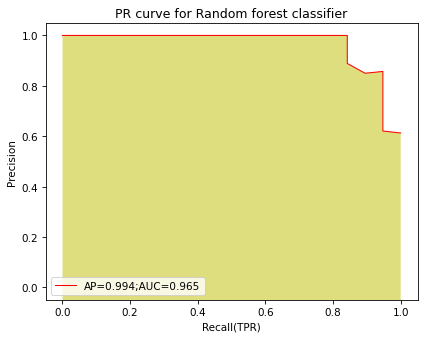 PR curve for Random forest classifier
1.0
0.8
0.6
0.4
0.2
0.0
Precision
AP=0.994;AUC=0.965
0.0 0.2 0.4 0.6 0.8 1.0
Recall(TPR)